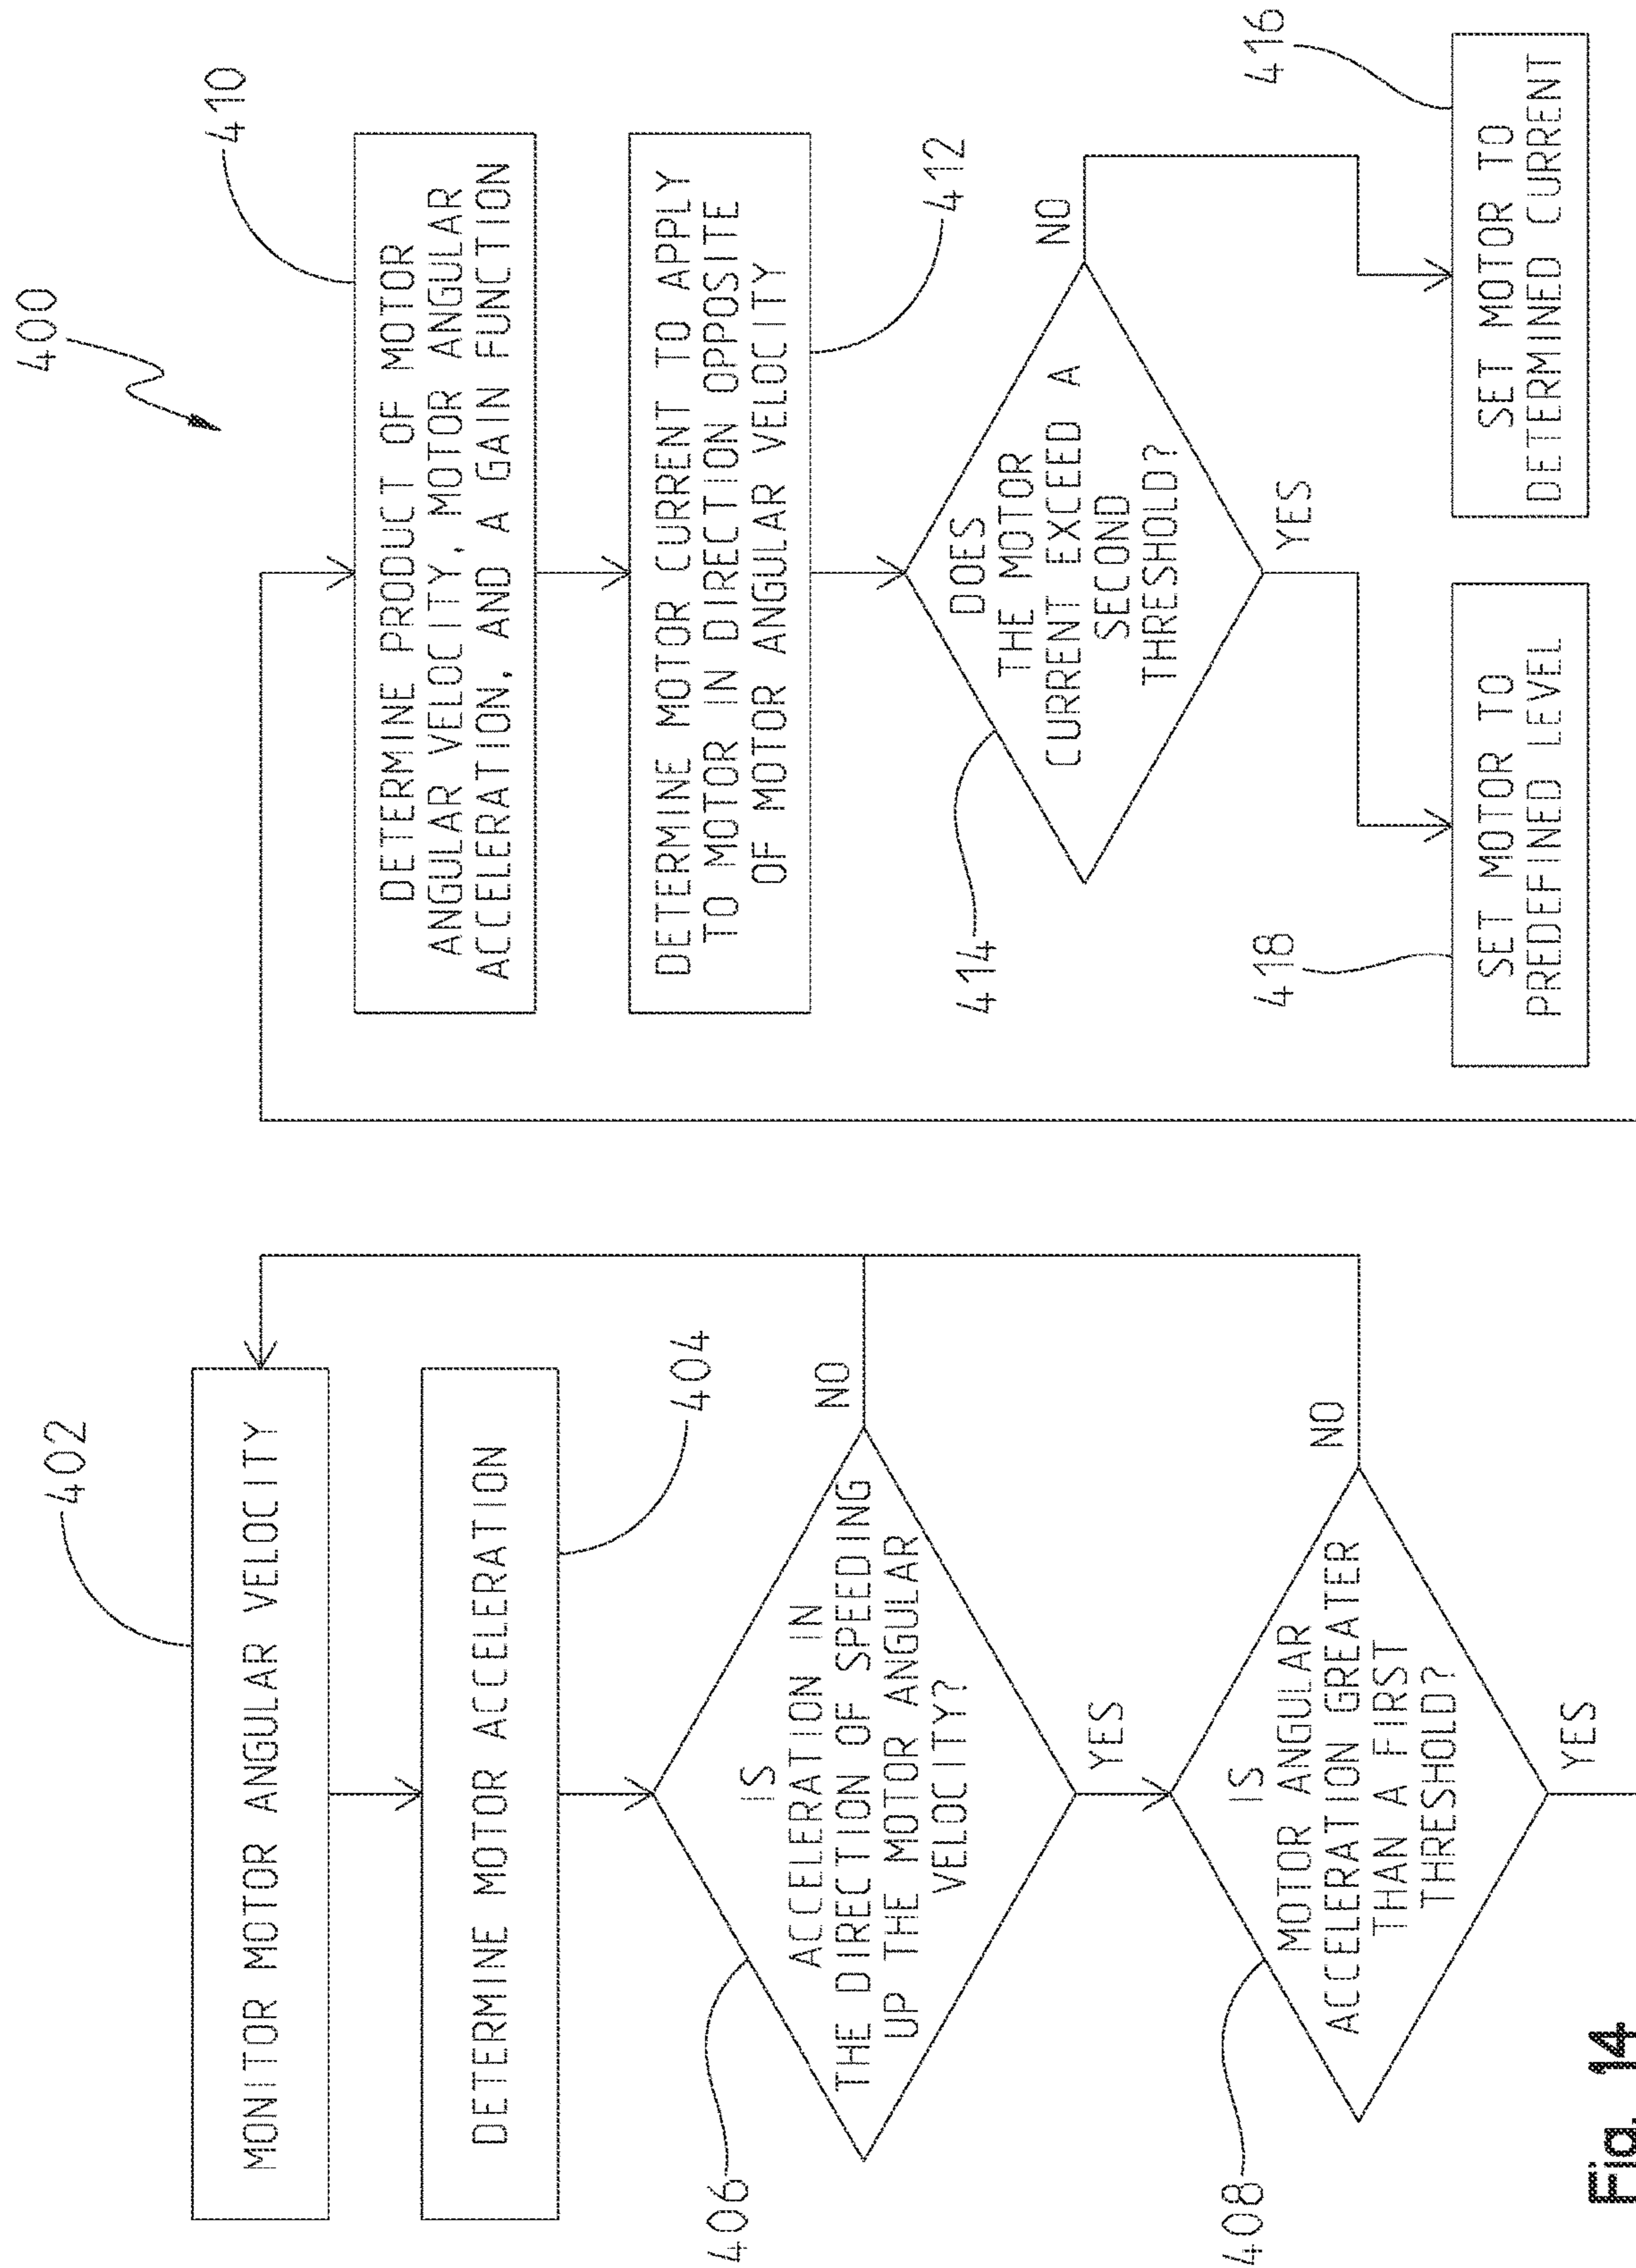 400
402
MONITOR MOTOR ANGULAR VELOCITY
DETERMINE MOTOR ACCELERATION
404
406
IS
ACCELERATION IN
THE DIRECTION OF SPEEDING
UP THE MOTOR ANGULAR
VELOCITY?
NO
YES
408
IS
MOTOR ANGULAR
ACCELERATION GREATER
THAN A FIRST
THRESHOLD?
NO
YES
410
DETERMINE PRODUCT OF MOTOR
ANGULAR VELOCITY, MOTOR ANGULAR
ACCELERATION, AND A GAIN FUNCTION
DETERMINE MOTOR CURRENT TO APPLY
TO MOTOR IN DIRECTION OPPOSITE
OF MOTOR ANGULAR VELOCITY
412
414
DOES
THE MOTOR
CURRENT EXCEED A
SECOND
THRESHOLD?
NO
YES
418
SET MOTOR TO
PREDEFINED LEVEL
416
SET MOTOR TO
DETERMINED CURRENT
Fig. 14